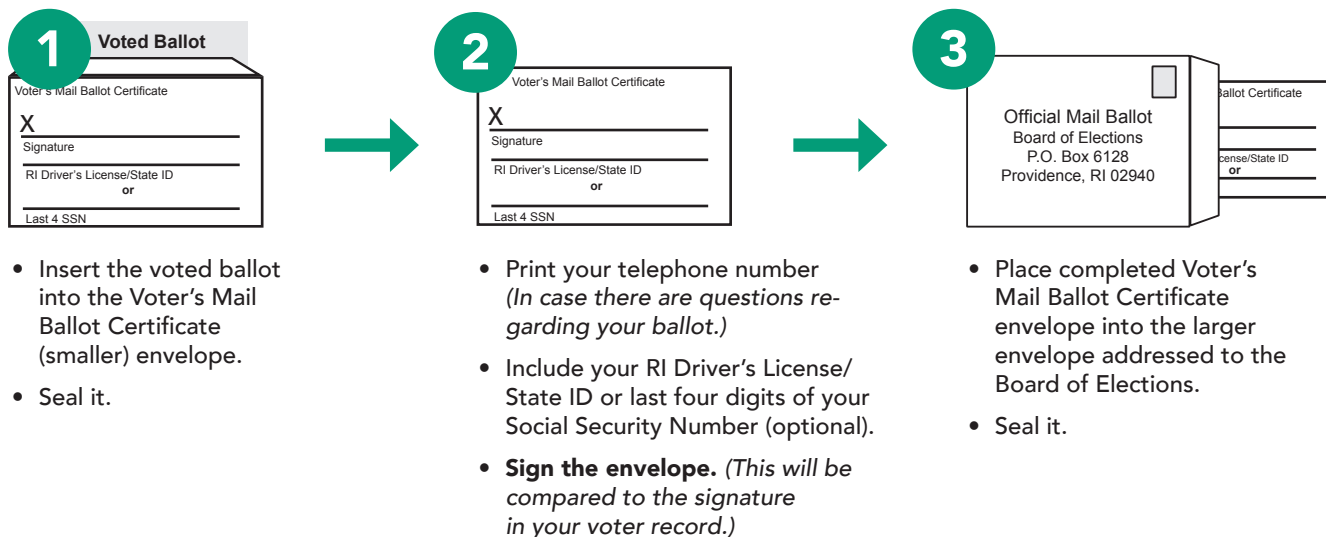 1
Voted Ballot
Voter's Mail Ballot Certificate
X
Signature
RI Driver's License/State ID
or
Last 4 SSN
• Insert the voted ballot
into the Voter's Mail
Ballot Certificate
(smaller) envelope.
• Seal it.
2
Voter's Mail Ballot Certificate
X
Signature
RI Driver's License/State ID
or
Last 4 SSN
• Print your telephone number
(In case there are questions re-
garding your ballot.)
• Include your RI Driver's License/
State ID or last four digits of your
Social Security Number (optional).
• Sign the envelope. (This will be
compared to the signature
in your voter record.)
3
Official Mail Ballot
Board of Elections
P.O. Box 6128
Providence, RI 02940
Ballot Certificate
cense/State ID
or
• Place completed Voter's
Mail Ballot Certificate
envelope into the larger
envelope addressed to the
Board of Elections.
• Seal it.